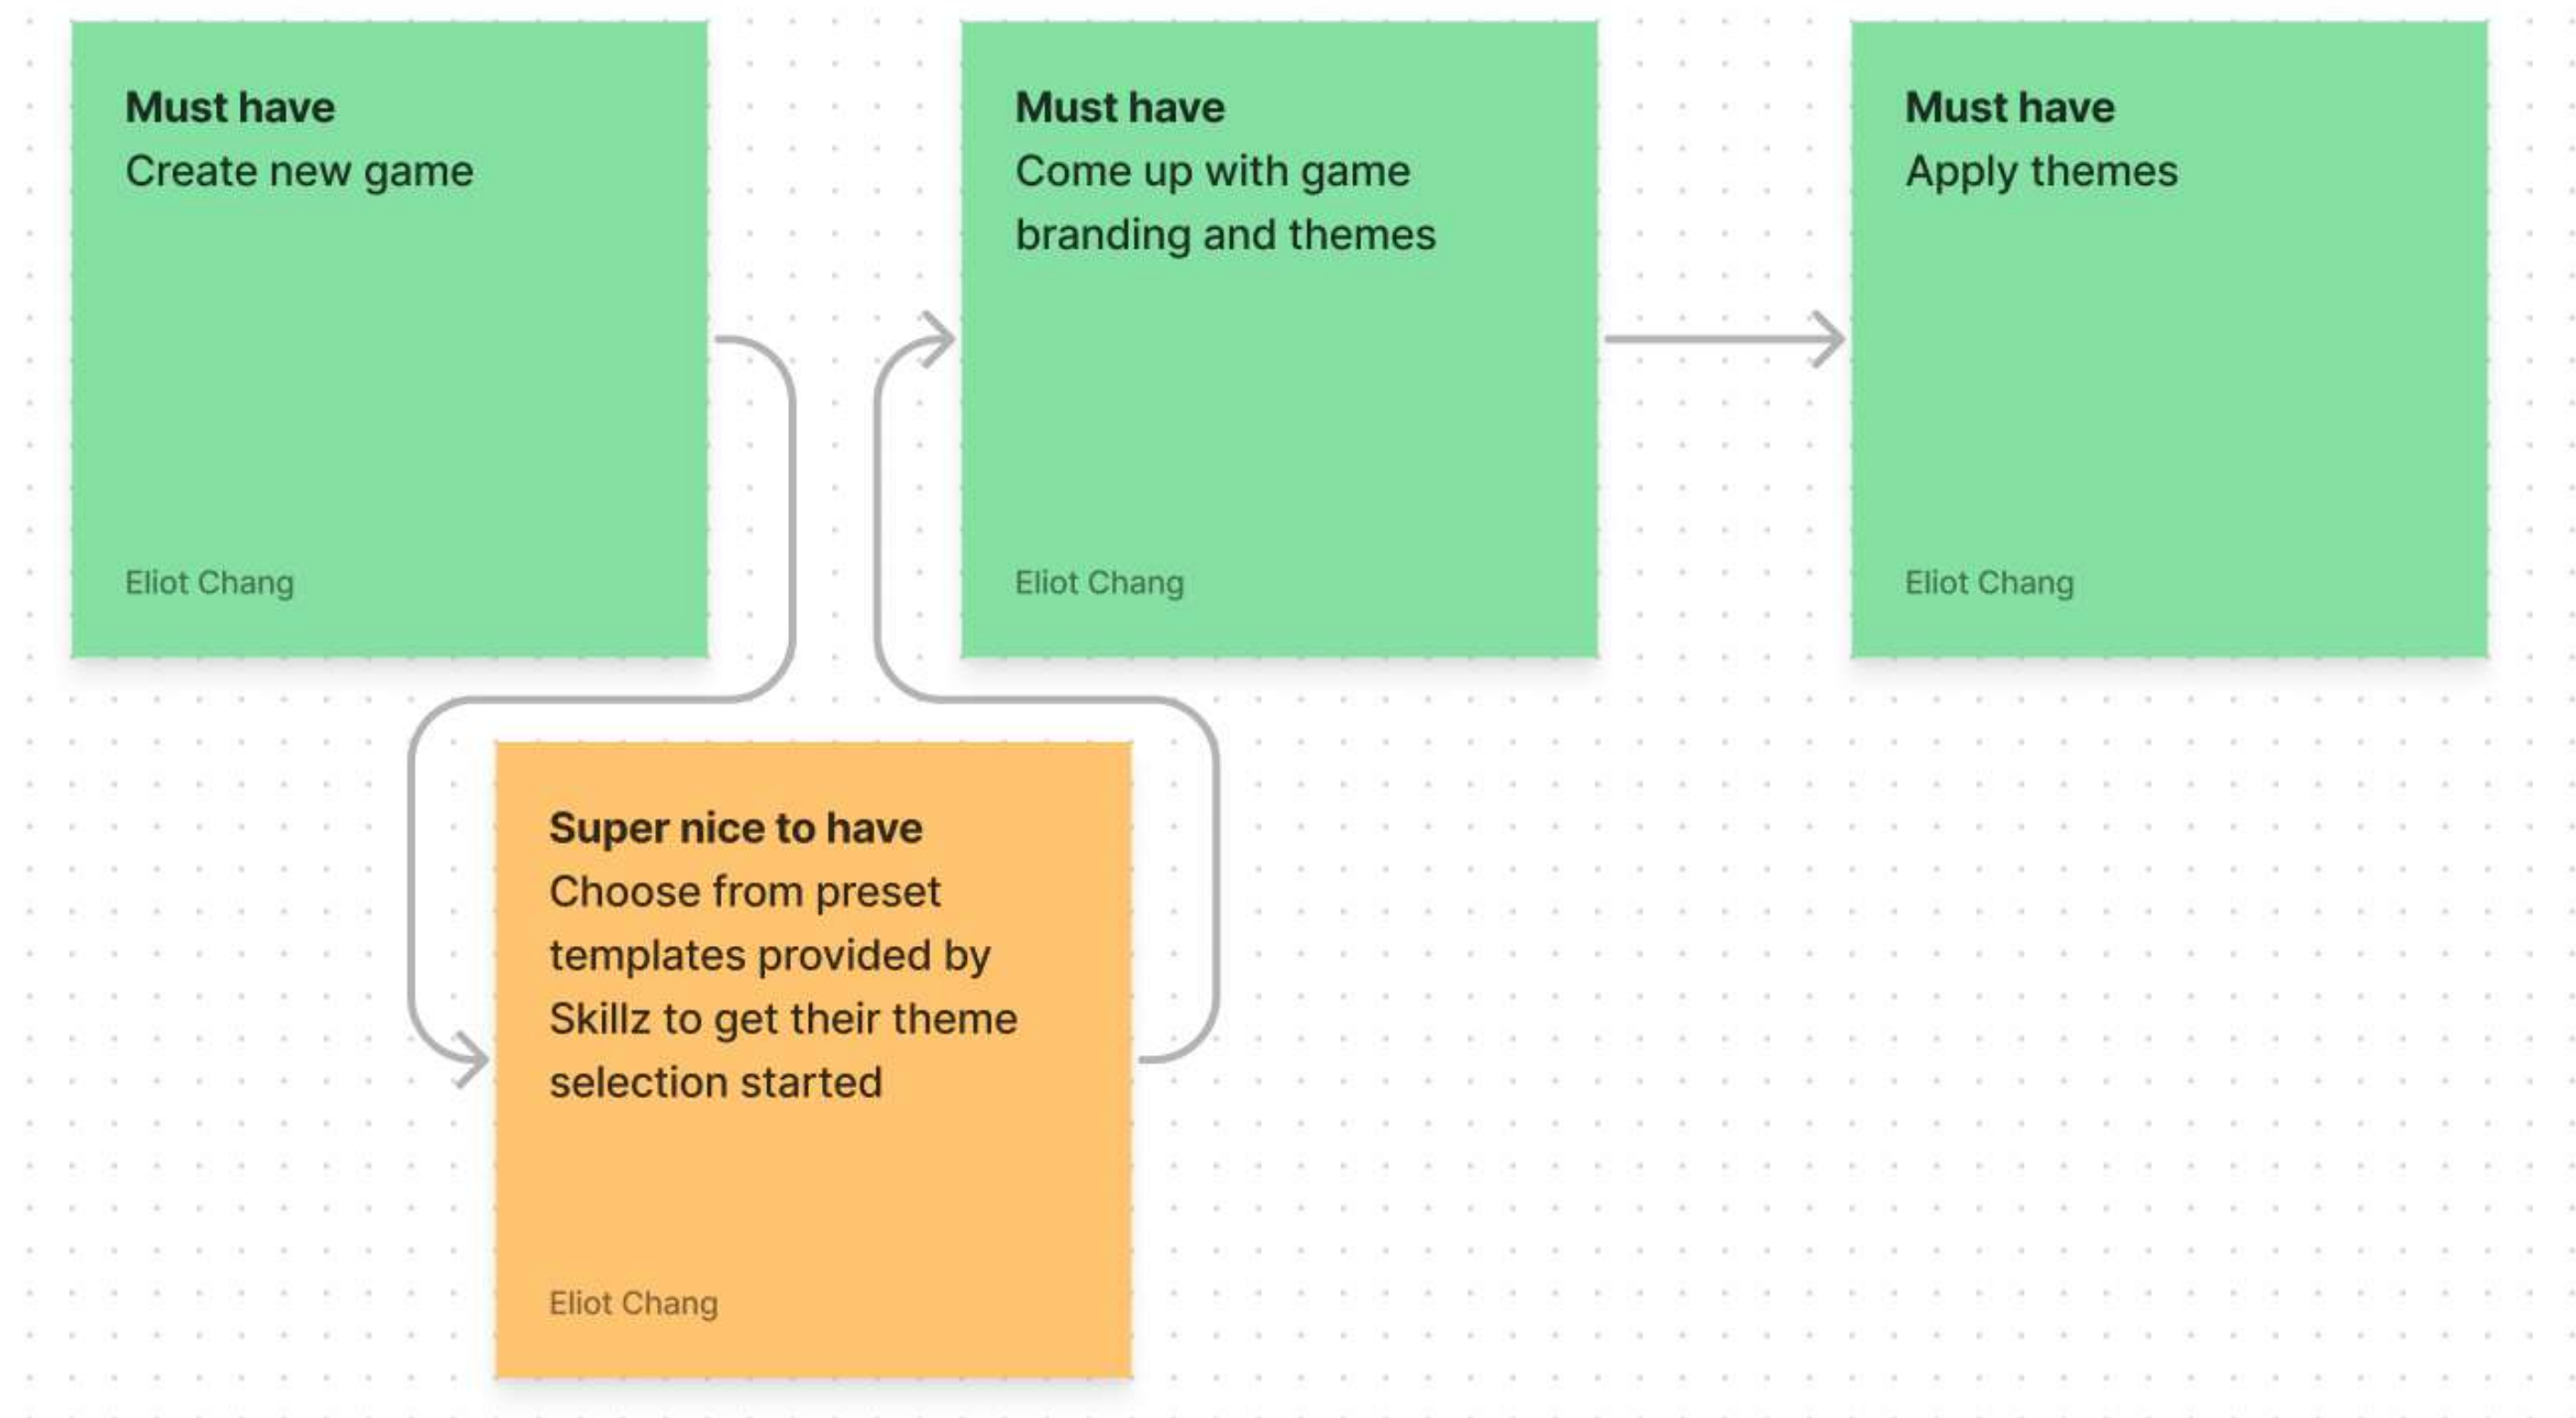 Must have
Create new game
Eliot Chang
Must have
Come up with game
branding and themes
Eliot Chang
Must have
Apply themes
Eliot Chang
Super nice to have
Choose from preset
templates provided by
Skillz to get their theme
selection started
Eliot Chang